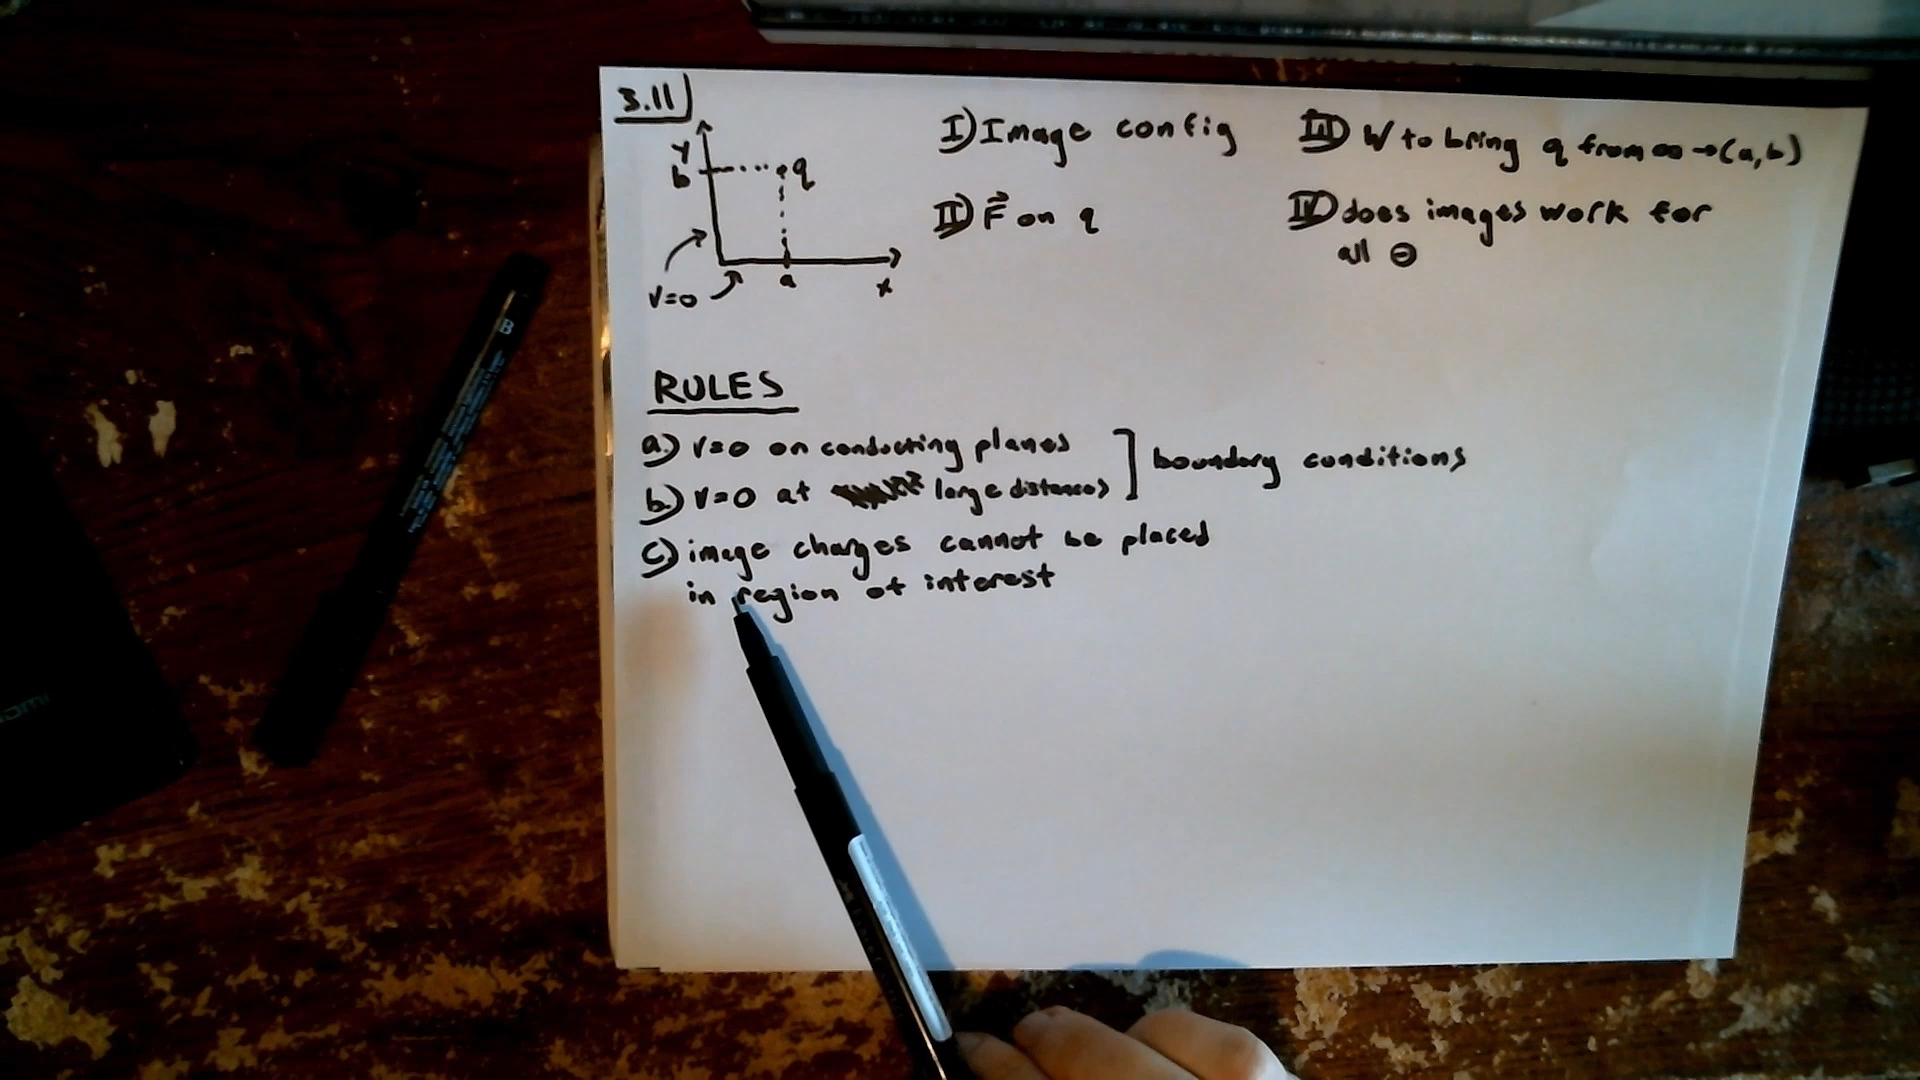 3.11
y
b
q
V=0
a
x
I) Image config
II) F⃗ on q
III) W to bring q from ∞→(a,b)
IV) does images work for
all Θ
RULES
a.) V=0 on conducting planes
b.) V=0 at large distances
] boundary conditions
c) image charges cannot be placed
in region of interest
B